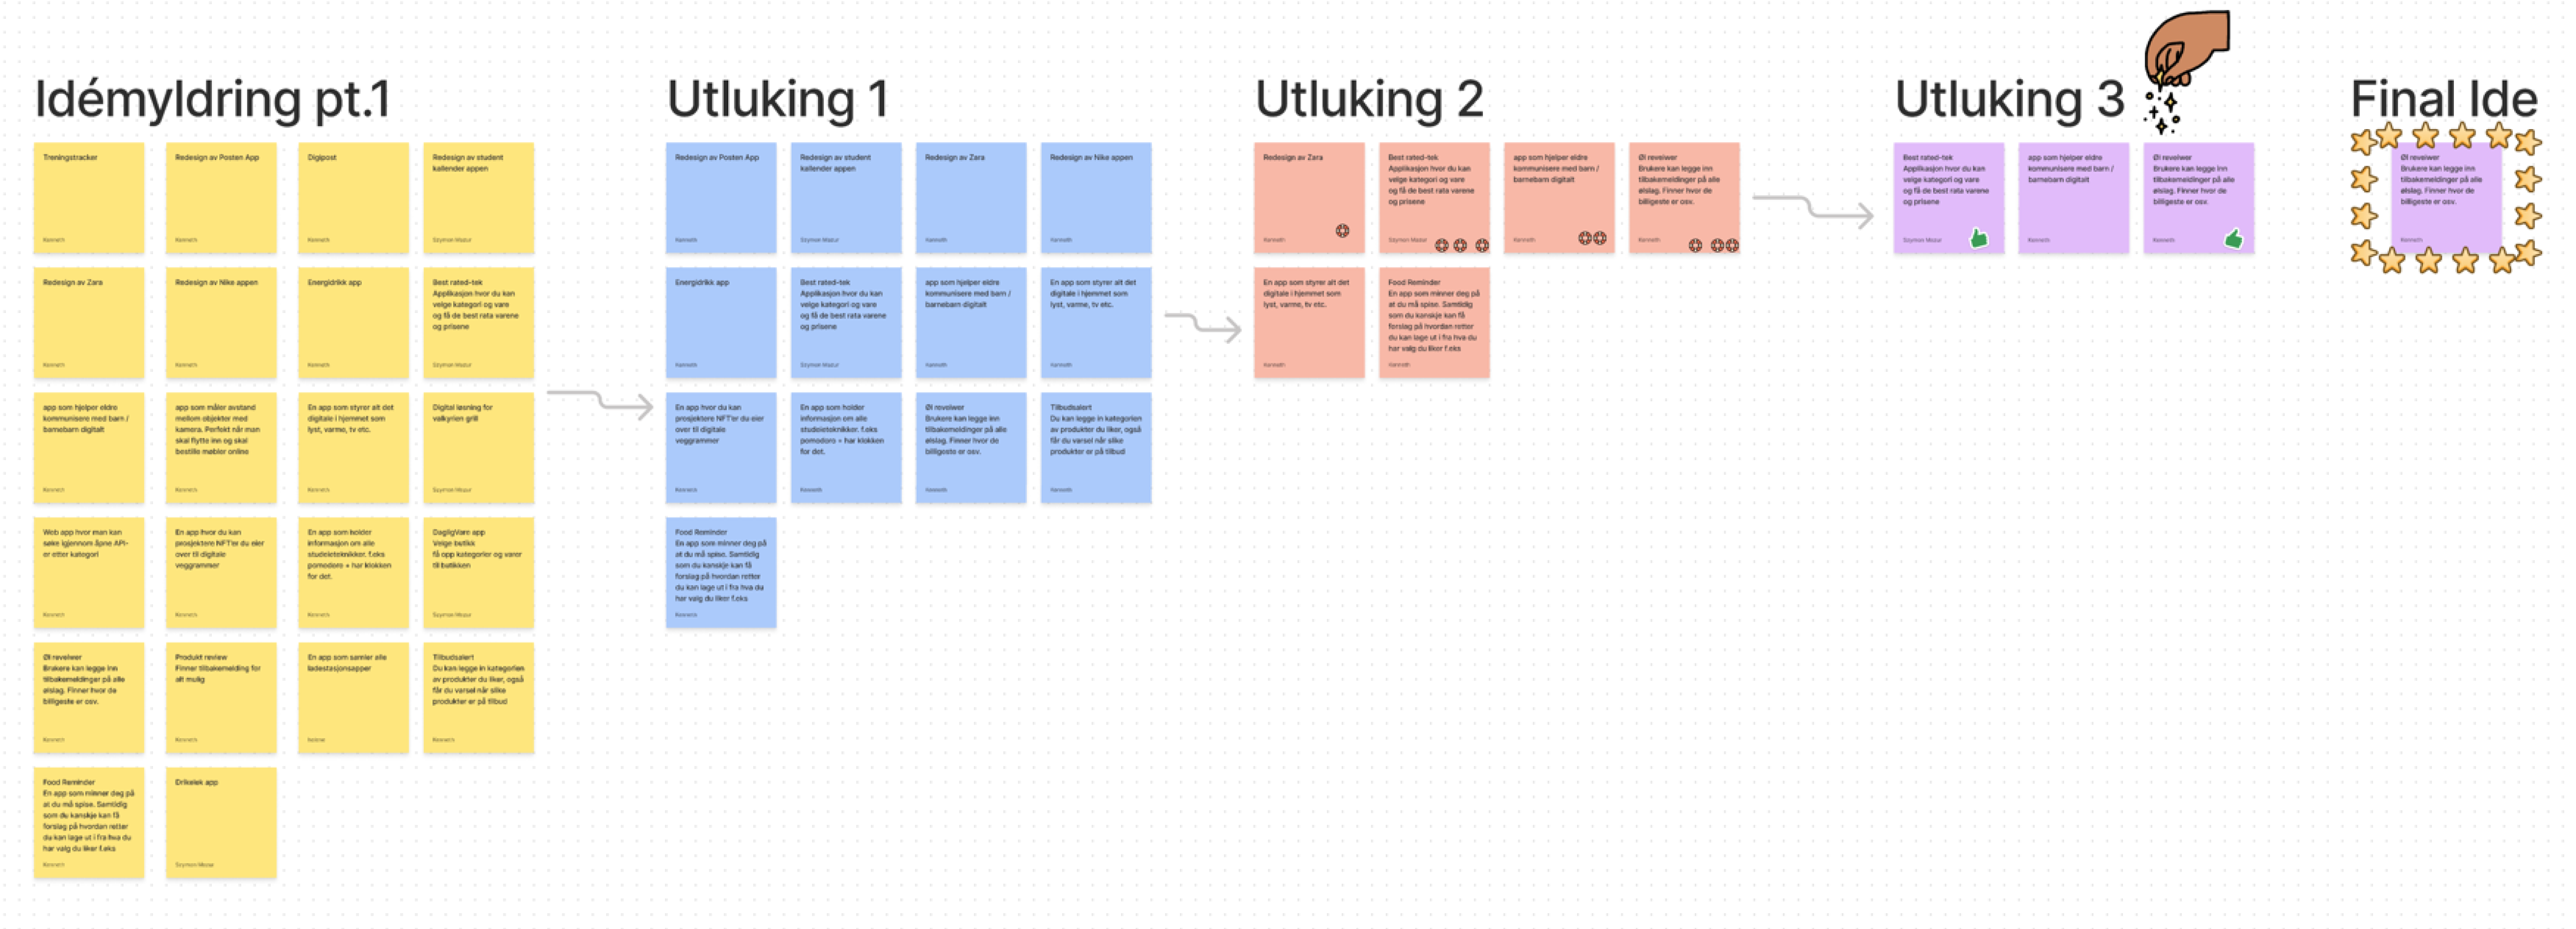 Idémyldring pt.1
Treningstracker
Kenneth
Redesign av Posten App
Kenneth
Digipost
Kenneth
Redesign av student
kallender appen
Szymon Mazur
Redesign av Zara
Kenneth
Redesign av Nike appen
Kenneth
Energidrikk app
Kenneth
Best rated-tek
Applikasjon hvor du kan
velge kategori og vare
og få de best rata varene
og prisene
Szymon Mazur
app som hjelper eldre
kommunisere med barn /
barnebarn digitalt
Kenneth
app som måler avstand
mellom objekter med
kamera. Perfekt når man
skal flytte inn og skal
bestille møbler online
Kenneth
En app som styrer alt det
digitale i hjemmet som
lyst, varme, tv etc.
Kenneth
Digital løsning for
valkyrien grill
Szymon Mazur
Web app hvor man kan
søke igjennom åpne API-
er etter kategori
Kenneth
En app hvor du kan
prosjektere NFT'er du eier
over til digitale
veggrammer
Kenneth
En app som holder
informasjon om alle
studeieteknikker. f.eks
pomodoro + har klokken
for det.
Kenneth
DagligVare app
Velge butikk
få opp kategorier og varer
til butikken
Szymon Mazur
Øl reveiwer
Brukere kan legge inn
tilbakemeldinger på alle
ølslag. Finner hvor de
billigeste er osv.
Kenneth
Produkt review
Finner tilbakemelding for
alt mulig
Kenneth
En app som samler alle
ladestasjonsapper
Tilbudsalert
Du kan legge in kategorien
av produkter du liker, også
får du varsel når slike
produkter er på tilbud
Kenneth
Food Reminder
En app som minner deg på
at du må spise. Samtidig
som du kanskje kan få
forslag på hvordan retter
du kan lage ut i fra hva du
har valg du liker f.eks
Kenneth
Drikelek app
Szymon Mazur
Utluking 1
Redesign av Posten App
Kenneth
Redesign av student
kallender appen
Szymon Mazur
Redesign av Zara
Kenneth
Redesign av Nike appen
Kenneth
Energidrikk app
Kenneth
Best rated-tek
Applikasjon hvor du kan
velge kategori og vare
og få de best rata varene
og prisene
Szymon Mazur
app som hjelper eldre
kommunisere med barn /
barnebarn digitalt
Kenneth
En app som styrer alt det
digitale i hjemmet som
lyst, varme, tv etc.
Kenneth
En app hvor du kan
prosjektere NFT'er du eier
over til digitale
veggrammer
Kenneth
En app som holder
informasjon om alle
studeieteknikker. f.eks
pomodoro + har klokken
for det.
Kenneth
Øl reveiwer
Brukere kan legge inn
tilbakemeldinger på alle
ølslag. Finner hvor de
billigeste er osv.
Kenneth
Tilbudsalert
Du kan legge in kategorien
av produkter du liker, også
får du varsel når slike
produkter er på tilbud
Kenneth
Food Reminder
En app som minner deg på
at du må spise. Samtidig
som du kanskje kan få
forslag på hvordan retter
du kan lage ut i fra hva du
har valg du liker f.eks
Kenneth
Utluking 2
Redesign av Zara
Kenneth
Best rated-tek
Applikasjon hvor du kan
velge kategori og vare
og få de best rata varene
og prisene
Szymon Mazur
app som hjelper eldre
kommunisere med barn /
barnebarn digitalt
Kenneth
Øl reveiwer
Brukere kan legge inn
tilbakemeldinger på alle
ølslag. Finner hvor de
billigeste er osv.
Kenneth
En app som styrer alt det
digitale i hjemmet som
lyst, varme, tv etc.
Kenneth
Food Reminder
En app som minner deg på
at du må spise. Samtidig
som du kanskje kan få
forslag på hvordan retter
du kan lage ut i fra hva du
har valg du liker f.eks
Kenneth
Utluking 3
Best rated-tek
Applikasjon hvor du kan
velge kategori og vare
og få de best rata varene
og prisene
Szymon Mazur
app som hjelper eldre
kommunisere med barn /
barnebarn digitalt
Kenneth
Øl reveiwer
Brukere kan legge inn
tilbakemeldinger på alle
ølslag. Finner hvor de
billigeste er osv.
Kenneth
Final Ide
Øl reveiwer
Brukere kan legge inn
tilbakemeldinger på alle
ølslag. Finner hvor de
billigeste er osv.
Kenneth